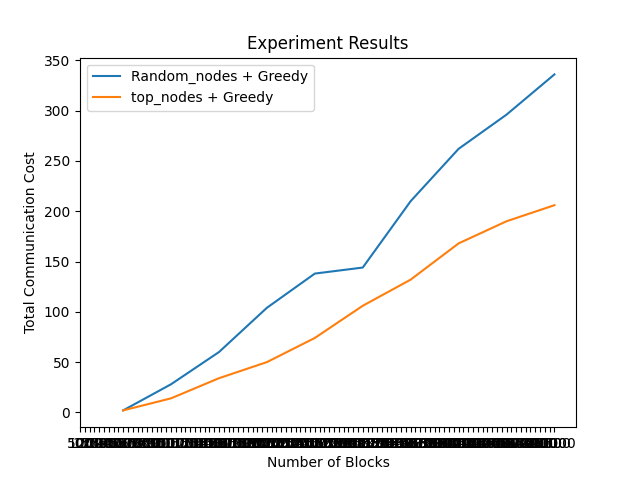 Experiment Results
350
300
250
200
150
100
50
0
Total Communication Cost
Random_nodes + Greedy
top_nodes + Greedy
Number of Blocks